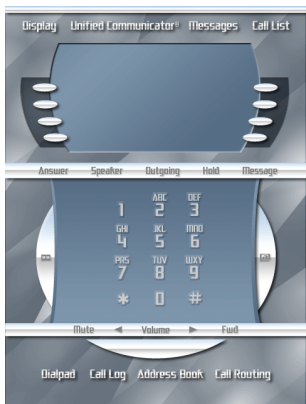 Display Unified Communicator® Messages Call List
Answer Speaker Outgoing Hold Message
ABC DEF
1 2 3
GHI JKL MNO
4 5 6
PRS TUV WXY
7 8 9
* 0 #
Mute Volume Fwd
Dialpad Call Log Address Book Call Routing